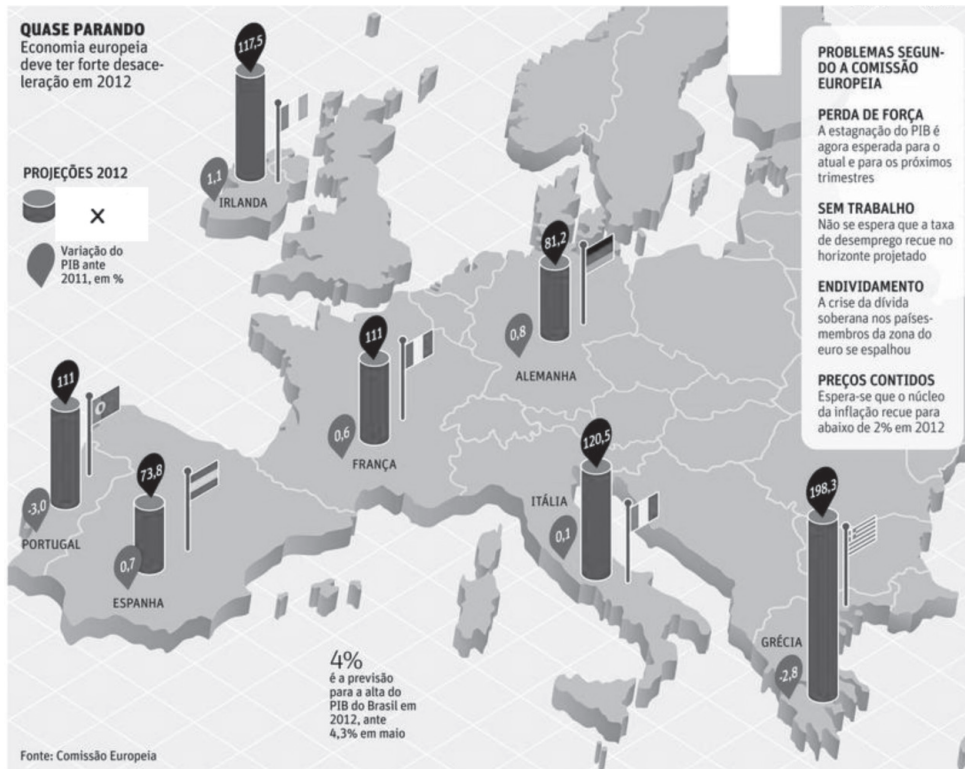 QUASE PARANDO
Economia europeia
deve ter forte desace-
leração em 2012
PROJEÇÕES 2012
X
Variação do
PIB ante
2011, em %
117,5
1,1
IRLANDA
81,2
0,8
ALEMANHA
111
0,6
FRANÇA
111
-3,0
PORTUGAL
73,8
0,7
ESPANHA
120,5
ITÁLIA
0,1
198,3
GRÉCIA
-2,8
4%
é a previsão
para a alta do
PIB do Brasil em
2012, ante
4,3% em maio
PROBLEMAS SEGUN-
DO A COMISSÃO
EUROPEIA
PERDA DE FORÇA
A estagnação do PIB é
agora esperada para o
atual e para os próximos
trimestres
SEM TRABALHO
Não se espera que a taxa
de desemprego recue no
horizonte projetado
ENDIVIDAMENTO
A crise da dívida
soberana nos países-
membros da zona do
euro se espalhou
PREÇOS CONTIDOS
Espera-se que o núcleo
da inflação recue para
abaixo de 2% em 2012
Fonte: Comissão Europeia